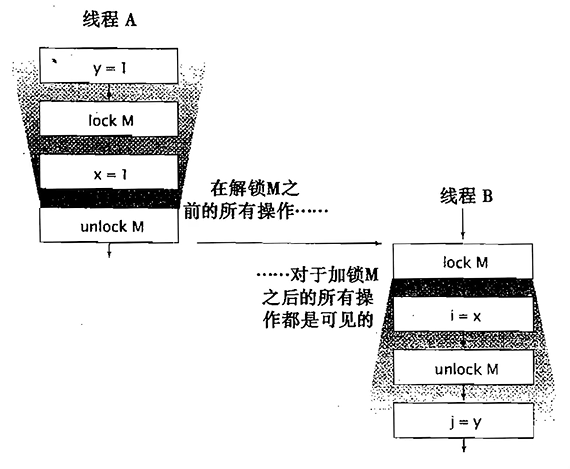 线程 A
y = 1
lock M
x = 1
unlock M
在解锁M之
前的所有操作……
线程 B
lock M
……对于加锁M
之后的所有操
作都是可见的
i = x
unlock M
j = y